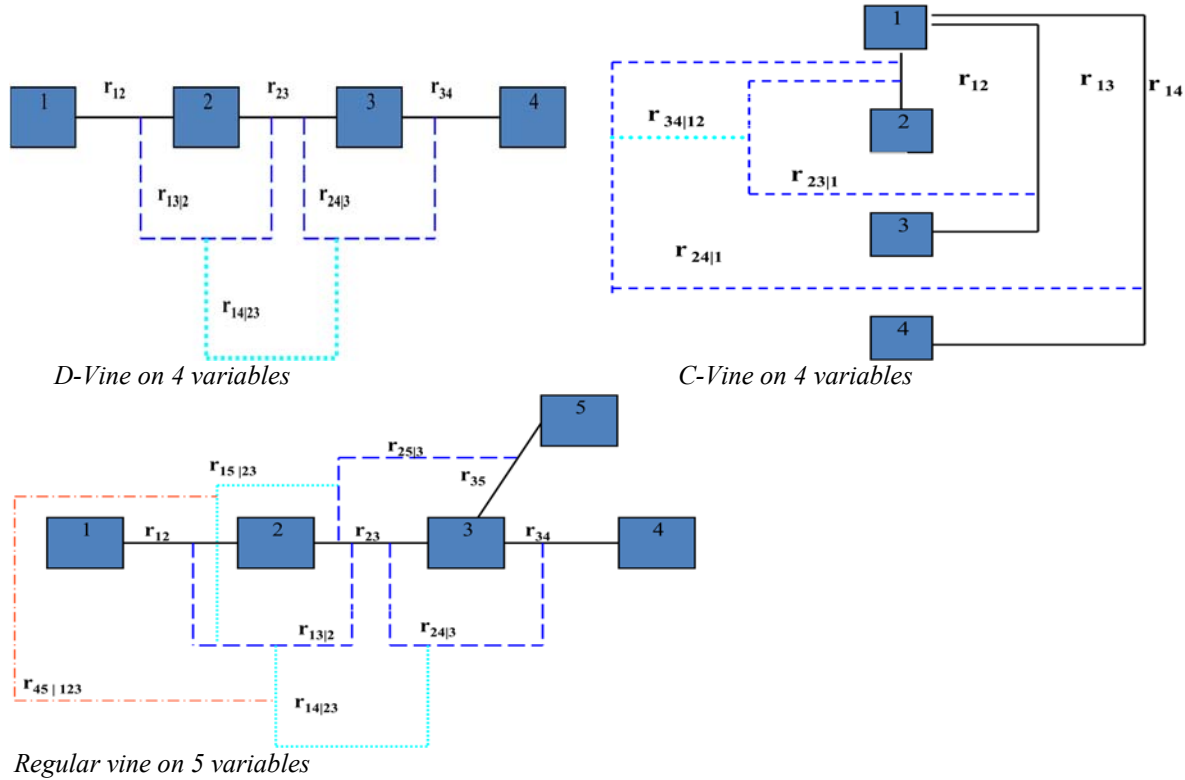 r12 r23 r34
1 2 3 4
r13|2 r24|3
r14|23
D-Vine on 4 variables
1
r12 r13 r14
r34|12
2
r23|1
3
r24|1
4
C-Vine on 4 variables
5
r25|3
r15|23
r35
1 r12 2 r23 3 r34 4
r13|2 r24|3
r45|123
r14|23
Regular vine on 5 variables